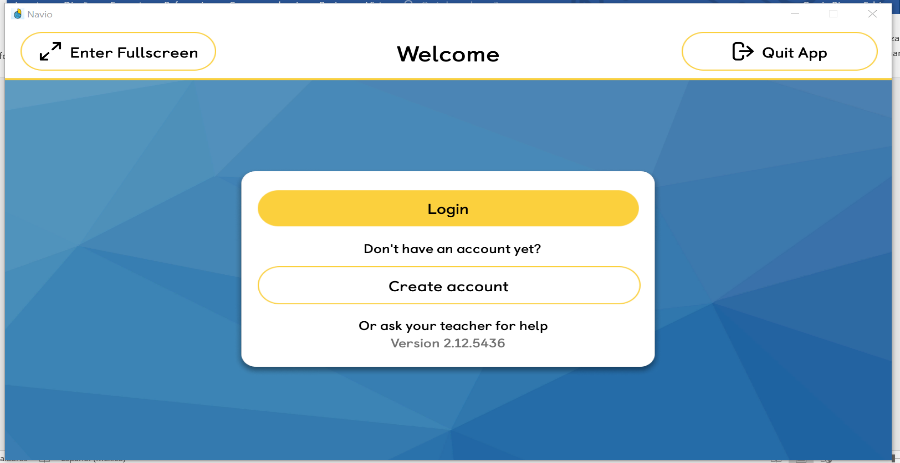 Navio
Enter Fullscreen
Welcome
Quit App
Login
Don't have an account yet?
Create account
Or ask your teacher for help
Version 2.12.5436